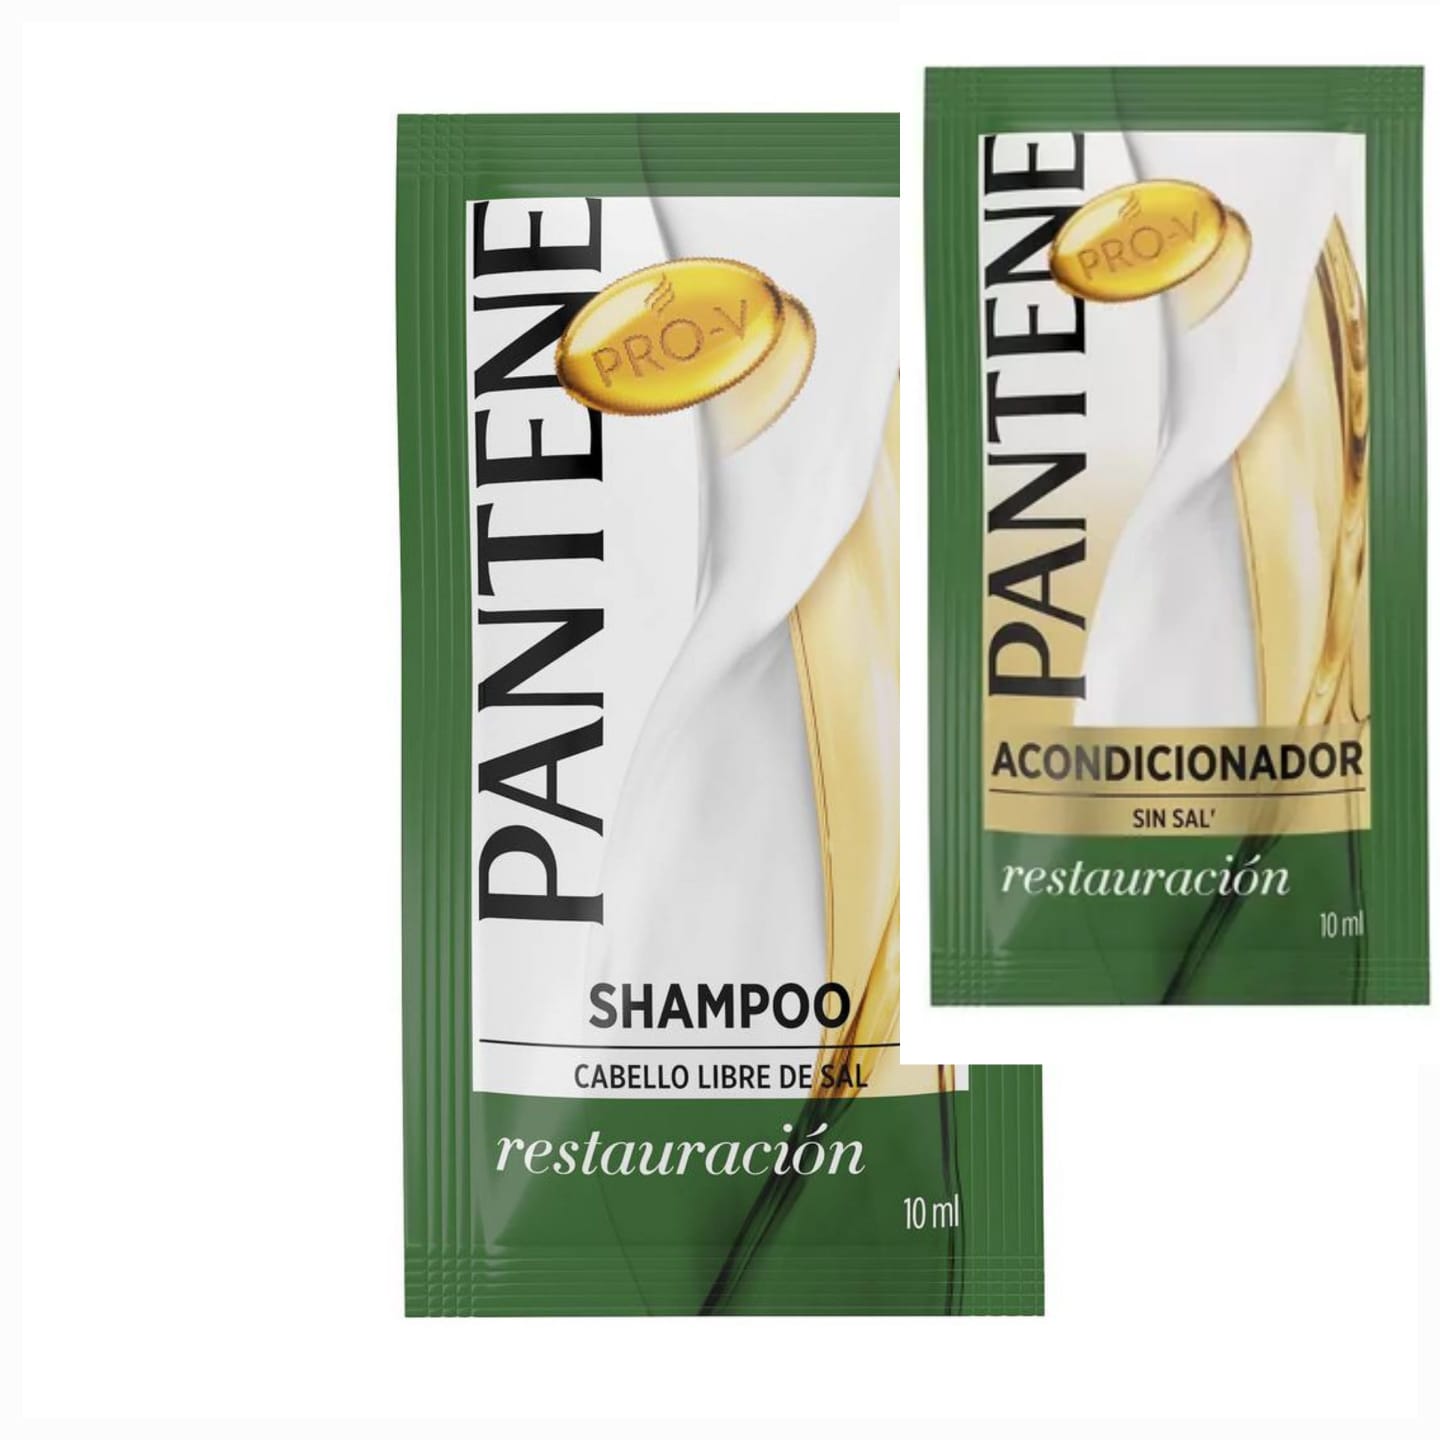 PANTENE
PRO-V
SHAMPOO
CABELLO LIBRE DE SAL
restauración
10 ml
PANTENE
PRO-V
ACONDICIONADOR
SIN SAL'
restauración
10 ml